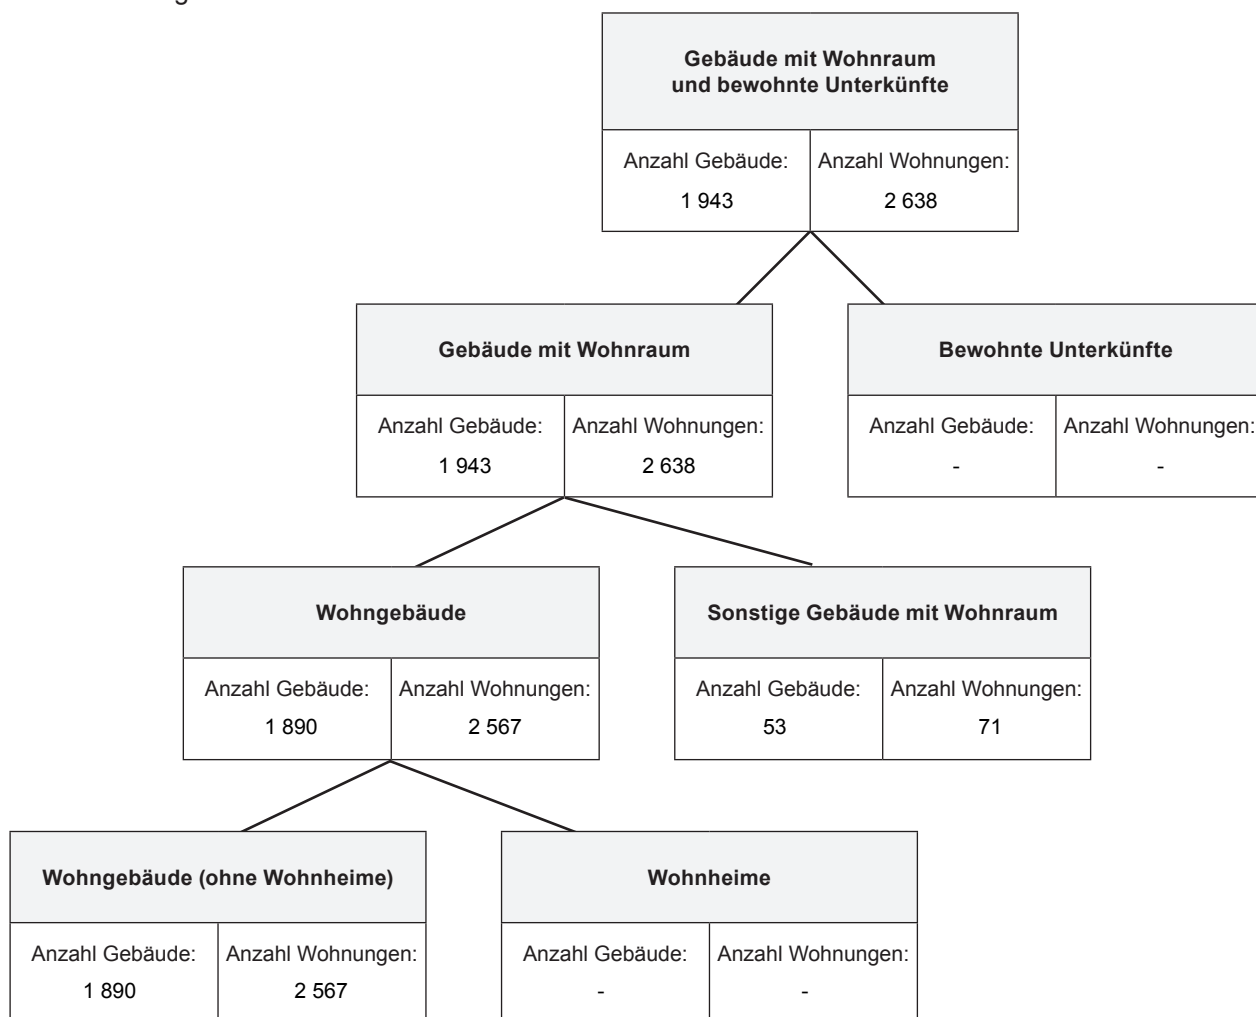 Gebäude mit Wohnraum
und bewohnte Unterkünfte
Anzahl Gebäude: Anzahl Wohnungen:
1 943 2 638
Gebäude mit Wohnraum
Anzahl Gebäude: Anzahl Wohnungen:
1 943 2 638
Bewohnte Unterkünfte
Anzahl Gebäude: Anzahl Wohnungen:
- -
Wohngebäude
Anzahl Gebäude: Anzahl Wohnungen:
1 890 2 567
Sonstige Gebäude mit Wohnraum
Anzahl Gebäude: Anzahl Wohnungen:
53 71
Wohngebäude (ohne Wohnheime)
Anzahl Gebäude: Anzahl Wohnungen:
1 890 2 567
Wohnheime
Anzahl Gebäude: Anzahl Wohnungen:
- -